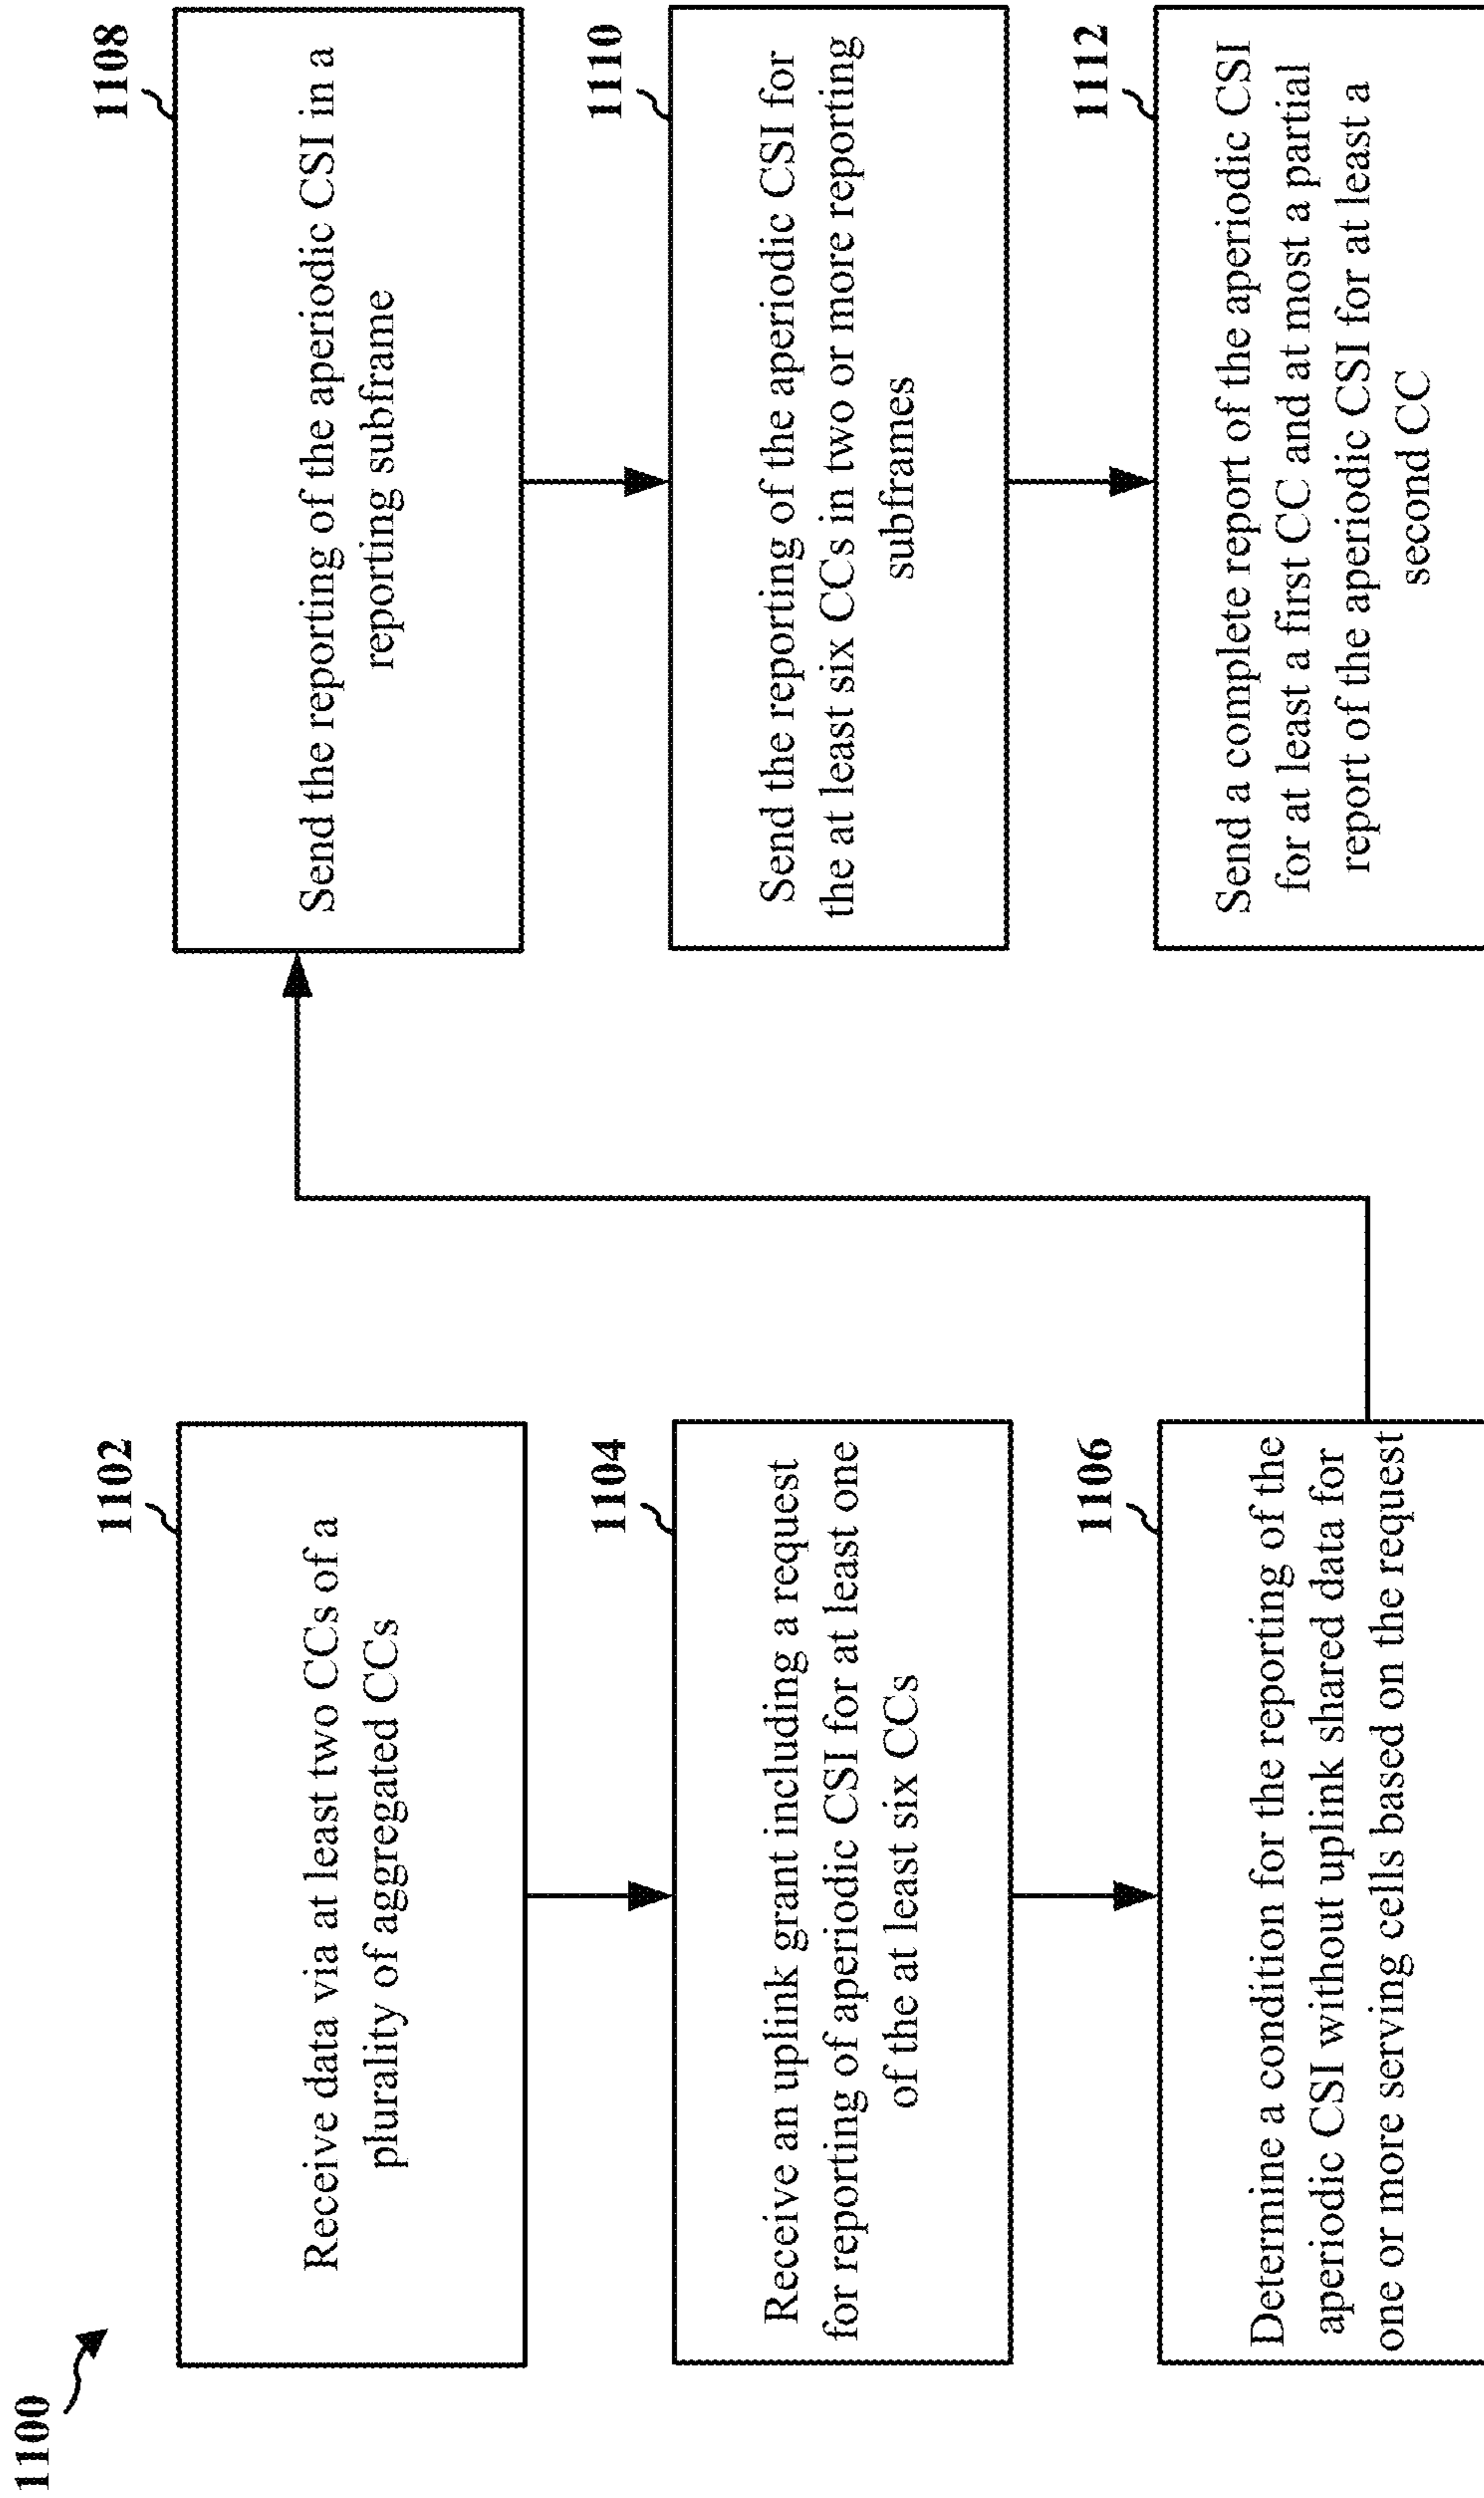 1100
1102
Receive data via at least two CCs of a
plurality of aggregated CCs
1104
Receive an uplink grant including a request
for reporting of aperiodic CSI for at least one
of the at least six CCs
1106
Determine a condition for the reporting of the
aperiodic CSI without uplink shared data for
one or more serving cells based on the request
1108
Send the reporting of the aperiodic CSI in a
reporting subframe
1110
Send the reporting of the aperiodic CSI for
the at least six CCs in two or more reporting
subframes
1112
Send a complete report of the aperiodic CSI
for at least a first CC and at most a partial
report of the aperiodic CSI for at least a
second CC